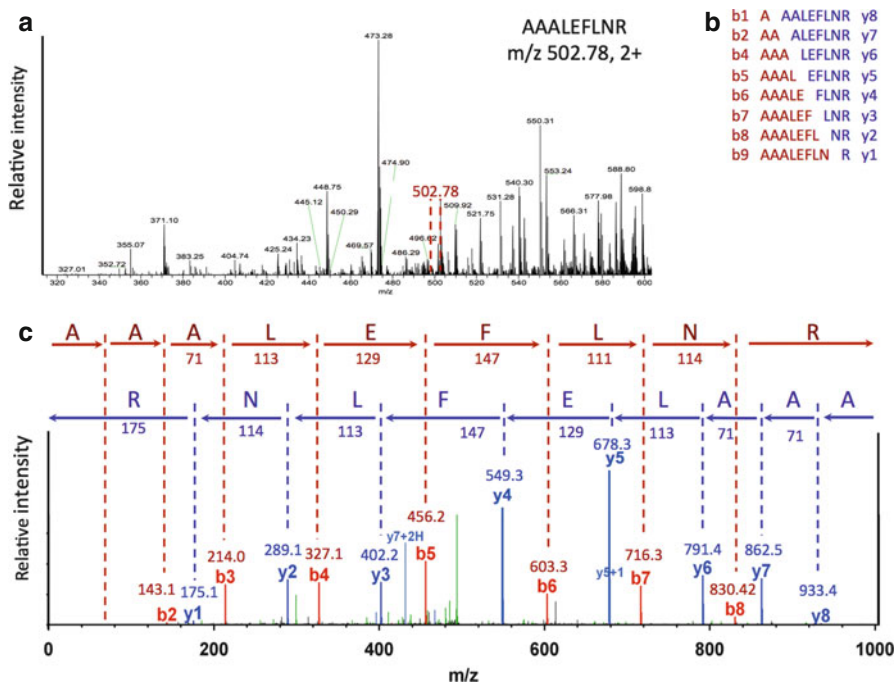 a
AAALEFLNR
m/z 502.78, 2+
Relative intensity
473.28
474.90
550.31
553.24
588.80
598.8
577.98
566.31
540.30
531.28
521.75
509.92
502.78
496.62
486.29
469.57
448.75
445.12
450.29
434.23
425.24
404.74
383.25
371.10
355.07
352.72
327.01
320 340 360 380 400 420 440 460 480 500 520 540 560 580 600
m/z
b
b1 A AALEFLNR y8
b2 AA ALEFLNR y7
b4 AAA LEFLNR y6
b5 AAAL EFLNR y5
b6 AAALE FLNR y4
b7 AAALEF LNR y3
b8 AAALEFL NR y2
b9 AAALEFLN R y1
c
A A A L E F L N R
71 113 129 147 111 114
R N L F E L A A A
175 114 113 147 129 113 71 71
Relative intensity
143.1 b2
175.1 y1
214.0 b3
289.1 y2
327.1 b4
402.2 y3
y7+2H
456.2 b5
549.3 y4
603.3 b6
678.3 y5
y5+1
716.3 b7
791.4 y6
830.42 b8
862.5 y7
933.4 y8
0 200 400 600 800 1000
m/z